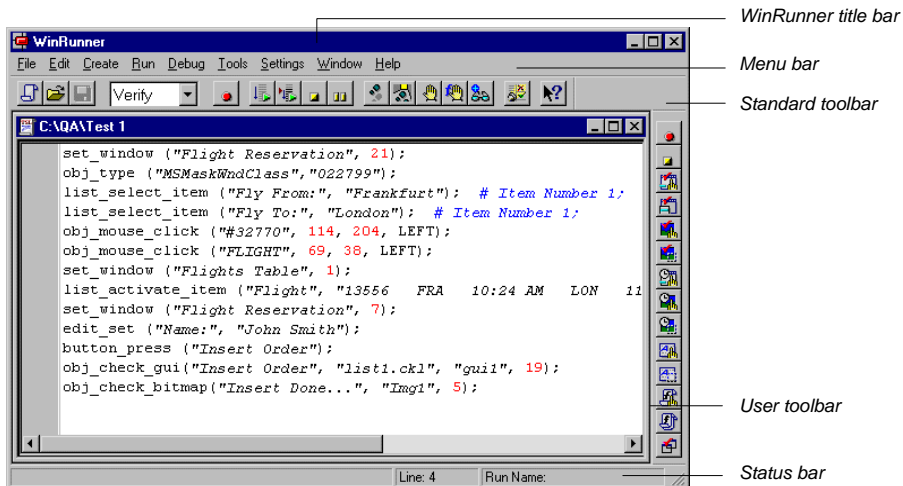 WinRunner title bar
WinRunner
File Edit Create Run Debug Tools Settings Window Help
Menu bar
Verify
Standard toolbar
C:\QA\Test 1
set_window ("Flight Reservation", 21);
obj_type ("MSMaskWndClass","022799");
list_select_item ("Fly From:", "Frankfurt");  # Item Number 1;
list_select_item ("Fly To:", "London");  # Item Number 1;
obj_mouse_click ("#32770", 114, 204, LEFT);
obj_mouse_click ("FLIGHT", 69, 38, LEFT);
set_window ("Flights Table", 1);
list_activate_item ("Flight", "13556   FRA   10:24 AM   LON   11
set_window ("Flight Reservation", 7);
edit_set ("Name:", "John Smith");
button_press ("Insert Order");
obj_check_gui("Insert Order", "list1.ckl", "gui1", 19);
obj_check_bitmap("Insert Done...", "Img1", 5);
User toolbar
Line: 4 Run Name:
Status bar